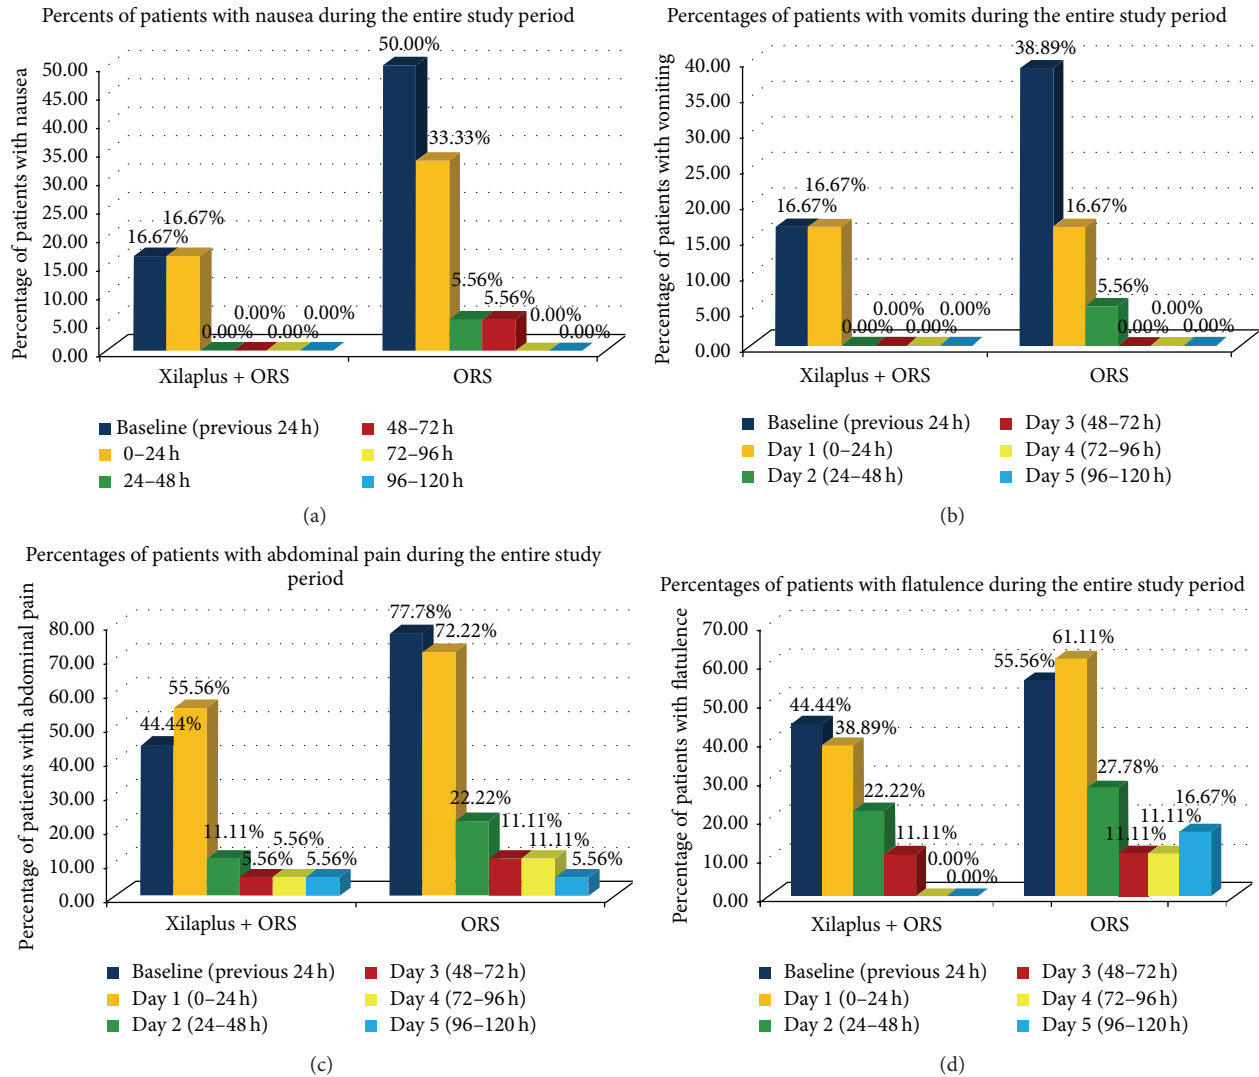 Percents of patients with nausea during the entire study period
Percentage of patients with nausea
50.00
45.00
40.00
35.00
30.00
25.00
20.00
15.00
10.00
5.00
0.00
16.67%
16.67%
0.00%
0.00%
0.00%
0.00%
50.00%
33.33%
5.56%
5.56%
0.00%
0.00%
Xilaplus + ORS
ORS
Baseline (previous 24 h)
0–24 h
24–48 h
48–72 h
72–96 h
96–120 h
(a)
Percentages of patients with vomits during the entire study period
Percentage of patients with vomiting
40.00
35.00
30.00
25.00
20.00
15.00
10.00
5.00
0.00
16.67%
16.67%
0.00%
0.00%
0.00%
0.00%
38.89%
16.67%
5.56%
0.00%
0.00%
0.00%
Xilaplus + ORS
ORS
Baseline (previous 24 h)
Day 1 (0–24 h)
Day 2 (24–48 h)
Day 3 (48–72 h)
Day 4 (72–96 h)
Day 5 (96–120 h)
(b)
Percentages of patients with abdominal pain during the entire study
period
Percentage of patients with abdominal pain
80.00
70.00
60.00
50.00
40.00
30.00
20.00
10.00
0.00
44.44%
55.56%
11.11%
5.56%
5.56%
5.56%
77.78%
72.22%
22.22%
11.11%
11.11%
5.56%
Xilaplus + ORS
ORS
Baseline (previous 24 h)
Day 1 (0–24 h)
Day 2 (24–48 h)
Day 3 (48–72 h)
Day 4 (72–96 h)
Day 5 (96–120 h)
(c)
Percentages of patients with flatulence during the entire study period
Percentage of patients with flatulence
70.00
60.00
50.00
40.00
30.00
20.00
10.00
0.00
44.44%
38.89%
22.22%
11.11%
0.00%
0.00%
55.56%
61.11%
27.78%
11.11%
11.11%
16.67%
Xilaplus + ORS
ORS
Baseline (previous 24 h)
Day 1 (0–24 h)
Day 2 (24–48 h)
Day 3 (48–72 h)
Day 4 (72–96 h)
Day 5 (96–120 h)
(d)